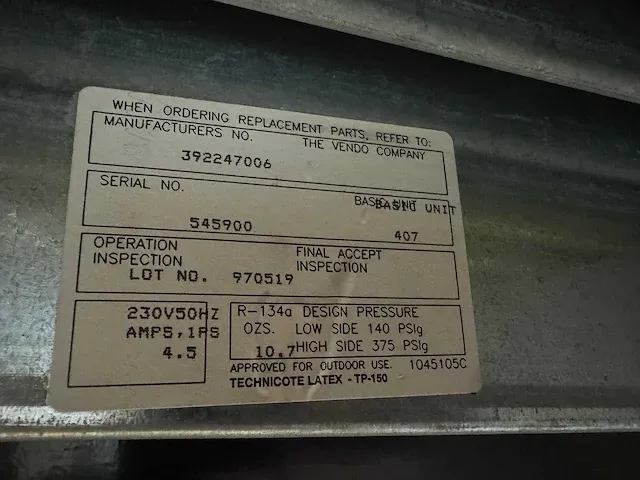 WHEN ORDERING REPLACEMENT PARTS, REFER TO:
MANUFACTURERS NO. THE VENDO COMPANY
392247006
SERIAL NO.
BASIC UNIT BASIC UNIT
545900 407
OPERATION INSPECTION FINAL ACCEPT INSPECTION
LOT NO. 970519
230V50HZ
AMPS,1PS
4.5
R-134a DESIGN PRESSURE
OZS. LOW SIDE 140 PSIg
10.7 HIGH SIDE 375 PSIg
APPROVED FOR OUTDOOR USE. 1045105C
TECHNICOTE LATEX - TP-150